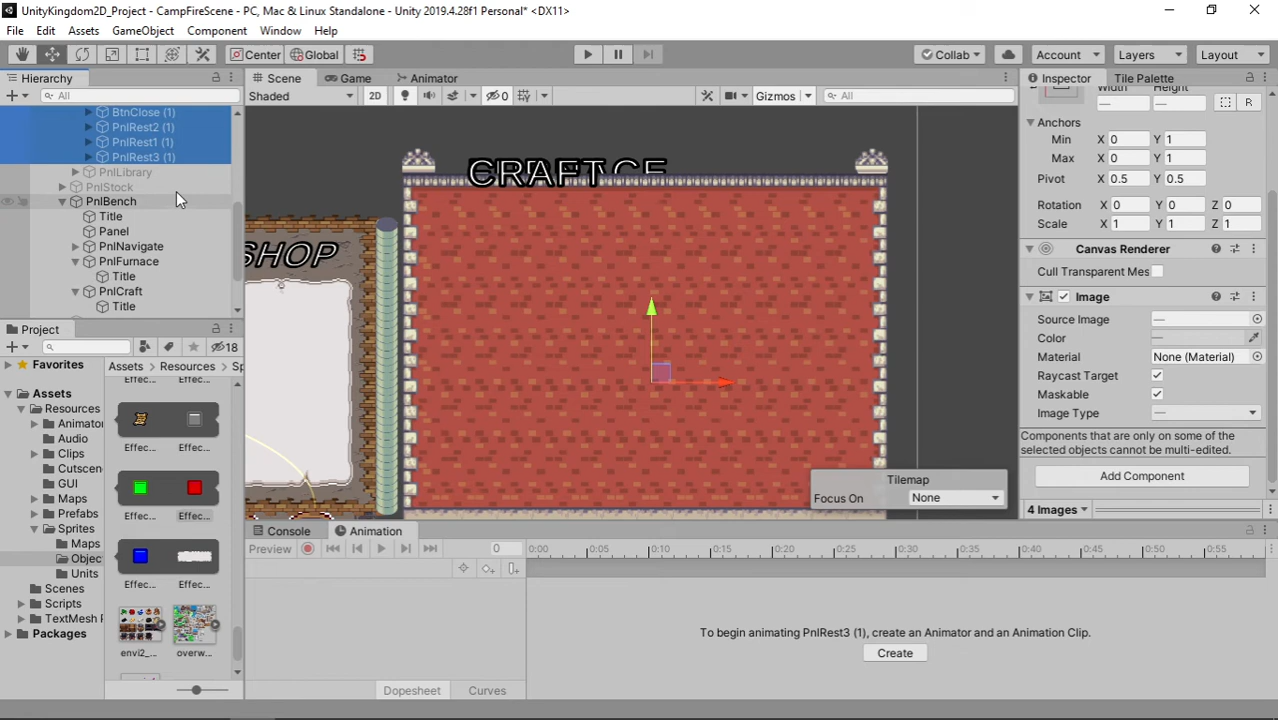 UnityKingdom2D_Project - CampFireScene - PC, Mac & Linux Standalone - Unity 2019.4.28f1 Personal* <DX11>
File Edit Assets GameObject Component Window Help
Center Global Collab Account Layers Layout
Hierarchy Scene Game Animator Inspector Tile Palette
All Shaded 2D 0 Gizmos All
BtnClose (1)
PnlRest2 (1)
PnlRest1 (1)
PnlRest3 (1)
PnlLibrary
PnlStock
PnlBench
Title
Panel
PnlNavigate
PnlFurnace
Title
PnlCraft
Title
SHOP
CRAFT
Width Height
— — R
Anchors
Min X 0 Y 1
Max X 0 Y 1
Pivot X 0.5 Y 0.5
Rotation X 0 Y 0 Z 0
Scale X 1 Y 1 Z 1
Canvas Renderer
Cull Transparent Mes
Image
Source Image —
Color —
Material None (Material)
Raycast Target
Maskable
Image Type —
Components that are only on some of the
selected objects cannot be multi-edited.
Add Component
4 Images
Tilemap
Focus On None
Project
18
Favorites
Assets
Resources
Animator
Audio
Clips
Cutscen
GUI
Maps
Prefabs
Sprites
Maps
Objec
Units
Scenes
Scripts
TextMesh P
Packages
Assets Resources Sp
Effec... Effec...
Effec... Effec...
Effec... Effec...
Effec... Effec...
envi2_... overw...
Console Animation
Preview 0 0:00 0:05 0:10 0:15 0:20 0:25 0:30 0:35 0:40 0:45 0:50 0:55
To begin animating PnlRest3 (1), create an Animator and an Animation Clip.
Create
Dopesheet Curves